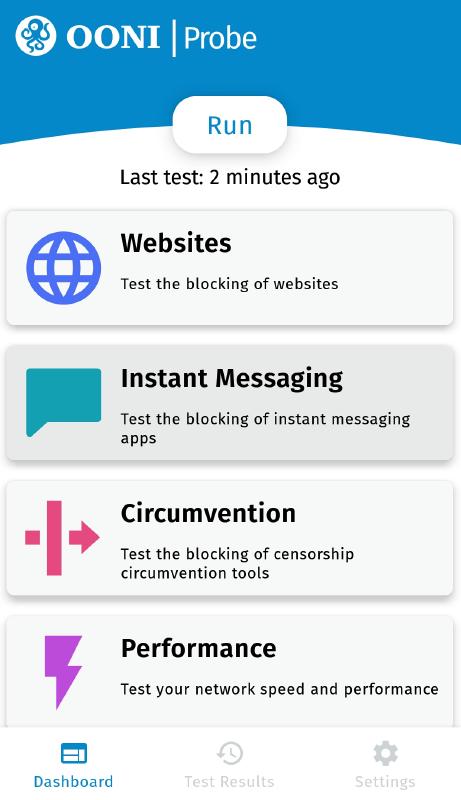 OONI | Probe
Run
Last test: 2 minutes ago
Websites
Test the blocking of websites
Instant Messaging
Test the blocking of instant messaging
apps
Circumvention
Test the blocking of censorship
circumvention tools
Performance
Test your network speed and performance
Dashboard
Test Results
Settings